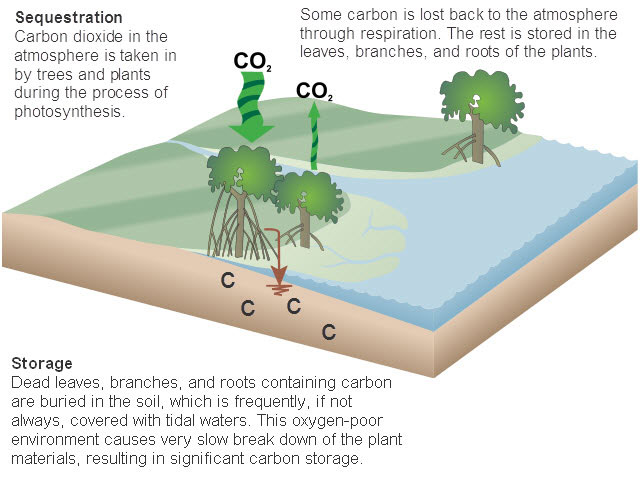 Sequestration
Carbon dioxide in the
atmosphere is taken in
by trees and plants
during the process of
photosynthesis.
Some carbon is lost back to the atmosphere
through respiration. The rest is stored in the
leaves, branches, and roots of the plants.
CO₂
CO₂
C
C
C
C
Storage
Dead leaves, branches, and roots containing carbon
are buried in the soil, which is frequently, if not
always, covered with tidal waters. This oxygen-poor
environment causes very slow break down of the plant
materials, resulting in significant carbon storage.